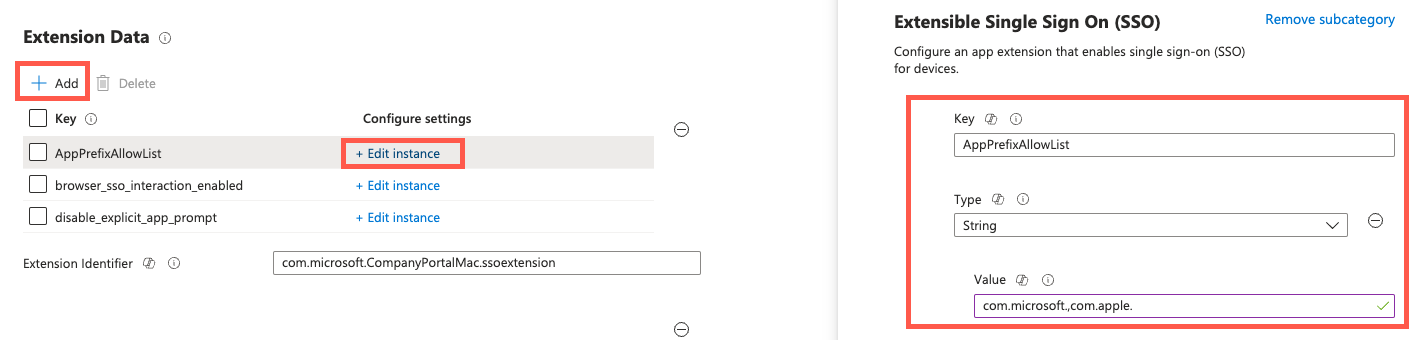 Extension Data
Add Delete
Key Configure settings
AppPrefixAllowList + Edit instance
browser_sso_interaction_enabled + Edit instance
disable_explicit_app_prompt + Edit instance
Extension Identifier com.microsoft.CompanyPortalMac.ssoextension
Extensible Single Sign On (SSO) Remove subcategory
Configure an app extension that enables single sign-on (SSO)
for devices.
Key
AppPrefixAllowList
Type
String
Value
com.microsoft.,com.apple.